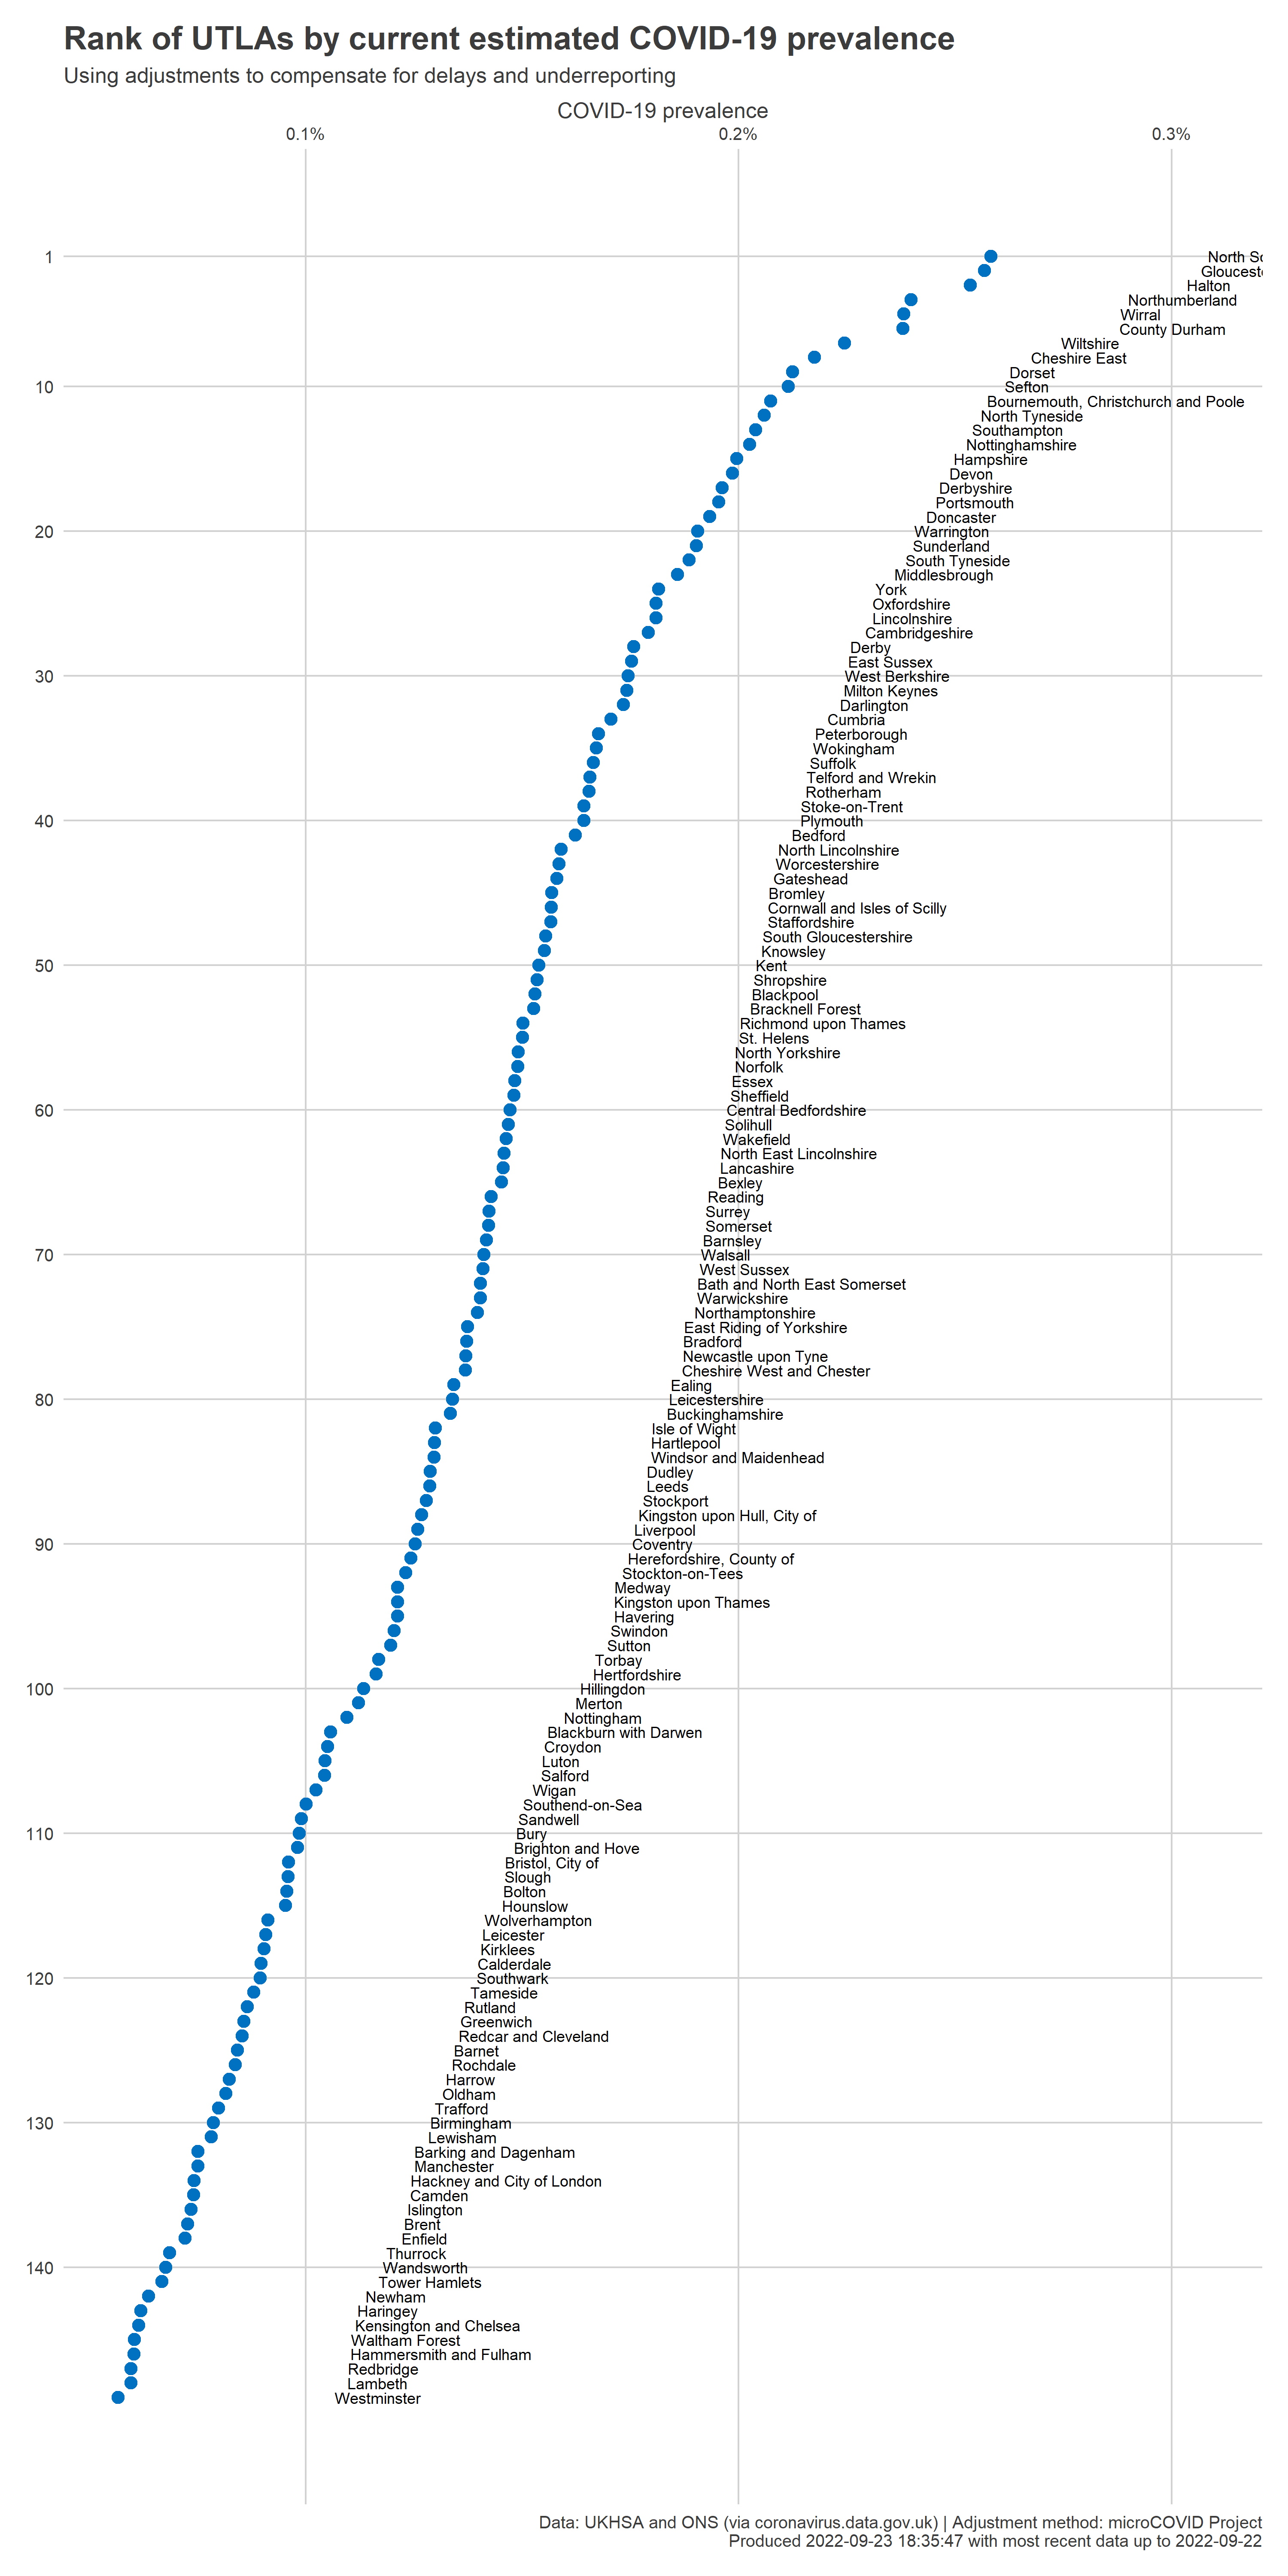 Rank of UTLAs by current estimated COVID-19 prevalence
Using adjustments to compensate for delays and underreporting
COVID-19 prevalence
0.1% 0.2% 0.3%
1 North
Halton
Northumberland
Wirral
County Durham
Wiltshire
Cheshire East
Dorset
10 Sefton
Bournemouth, Christchurch and Poole
North Tyneside
Southampton
Nottinghamshire
Hampshire
Devon
Derbyshire
Portsmouth
Doncaster
20 Warrington
Sunderland
South Tyneside
Middlesbrough
York
Oxfordshire
Lincolnshire
Cambridgeshire
Derby
East Sussex
30 West Berkshire
Milton Keynes
Darlington
Cumbria
Peterborough
Wokingham
Suffolk
Telford and Wrekin
Rotherham
Stoke-on-Trent
40 Plymouth
Bedford
North Lincolnshire
Worcestershire
Gateshead
Bromley
Cornwall and Isles of Scilly
Staffordshire
South Gloucestershire
Knowsley
50 Kent
Shropshire
Blackpool
Bracknell Forest
Richmond upon Thames
St. Helens
North Yorkshire
Norfolk
Essex
Sheffield
60 Central Bedfordshire
Solihull
Wakefield
North East Lincolnshire
Lancashire
Bexley
Reading
Surrey
Somerset
Barnsley
70 Walsall
West Sussex
Bath and North East Somerset
Warwickshire
Northamptonshire
East Riding of Yorkshire
Bradford
Newcastle upon Tyne
Cheshire West and Chester
Ealing
80 Leicestershire
Buckinghamshire
Isle of Wight
Hartlepool
Windsor and Maidenhead
Dudley
Leeds
Stockport
Kingston upon Hull, City of
Liverpool
90 Coventry
Herefordshire, County of
Stockton-on-Tees
Medway
Kingston upon Thames
Havering
Swindon
Sutton
Torbay
Hertfordshire
100 Hillingdon
Merton
Nottingham
Blackburn with Darwen
Croydon
Luton
Salford
Wigan
Southend-on-Sea
Sandwell
110 Bury
Brighton and Hove
Bristol, City of
Slough
Bolton
Hounslow
Wolverhampton
Leicester
Kirklees
Calderdale
120 Southwark
Tameside
Rutland
Greenwich
Redcar and Cleveland
Barnet
Rochdale
Harrow
Oldham
Trafford
130 Birmingham
Lewisham
Barking and Dagenham
Manchester
Hackney and City of London
Camden
Islington
Brent
Enfield
Thurrock
140 Wandsworth
Tower Hamlets
Newham
Haringey
Kensington and Chelsea
Waltham Forest
Hammersmith and Fulham
Redbridge
Lambeth
Westminster
Data: UKHSA and ONS (via coronavirus.data.gov.uk) | Adjustment method: microCOVID Project
Produced 2022-09-23 18:35:47 with most recent data up to 2022-09-22